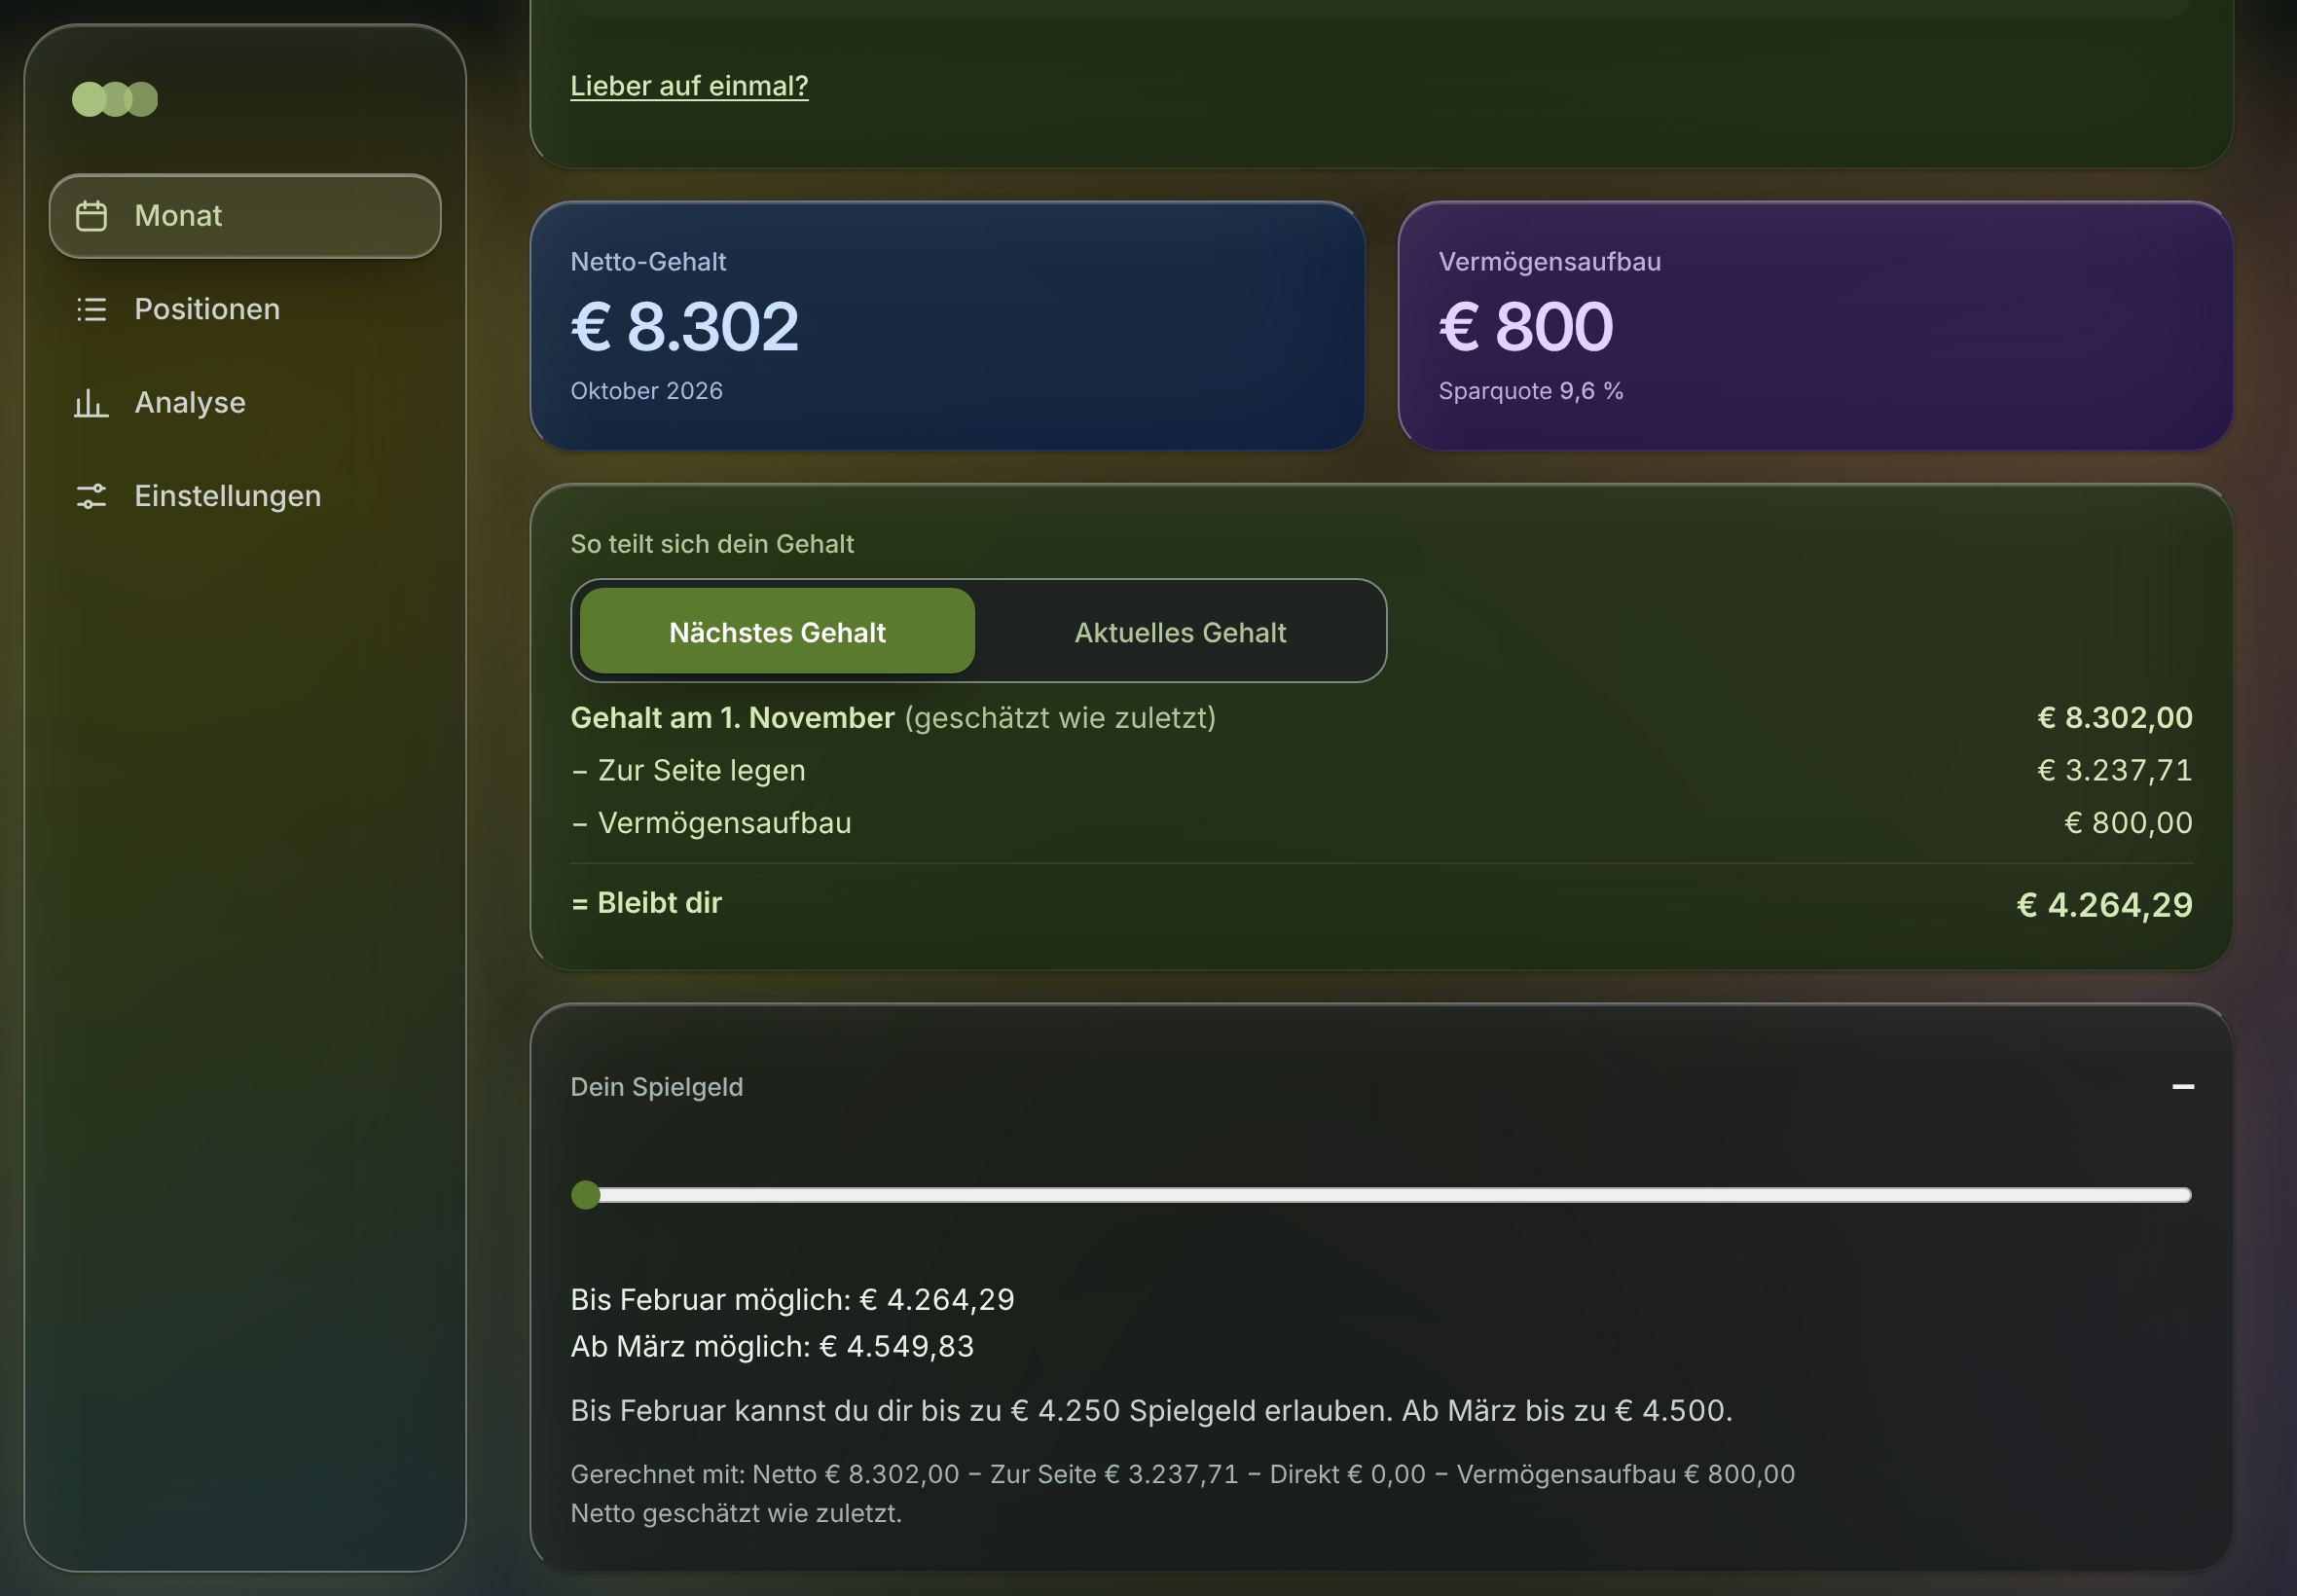 Lieber auf einmal?
Monat
Positionen
Analyse
Einstellungen
Netto-Gehalt
€ 8.302
Oktober 2026
Vermögensaufbau
€ 800
Sparquote 9,6 %
So teilt sich dein Gehalt
Nächstes Gehalt
Aktuelles Gehalt
Gehalt am 1. November (geschätzt wie zuletzt) € 8.302,00
− Zur Seite legen € 3.237,71
− Vermögensaufbau € 800,00
= Bleibt dir € 4.264,29
Dein Spielgeld –
Bis Februar möglich: € 4.264,29
Ab März möglich: € 4.549,83
Bis Februar kannst du dir bis zu € 4.250 Spielgeld erlauben. Ab März bis zu € 4.500.
Gerechnet mit: Netto € 8.302,00 − Zur Seite € 3.237,71 − Direkt € 0,00 − Vermögensaufbau € 800,00
Netto geschätzt wie zuletzt.